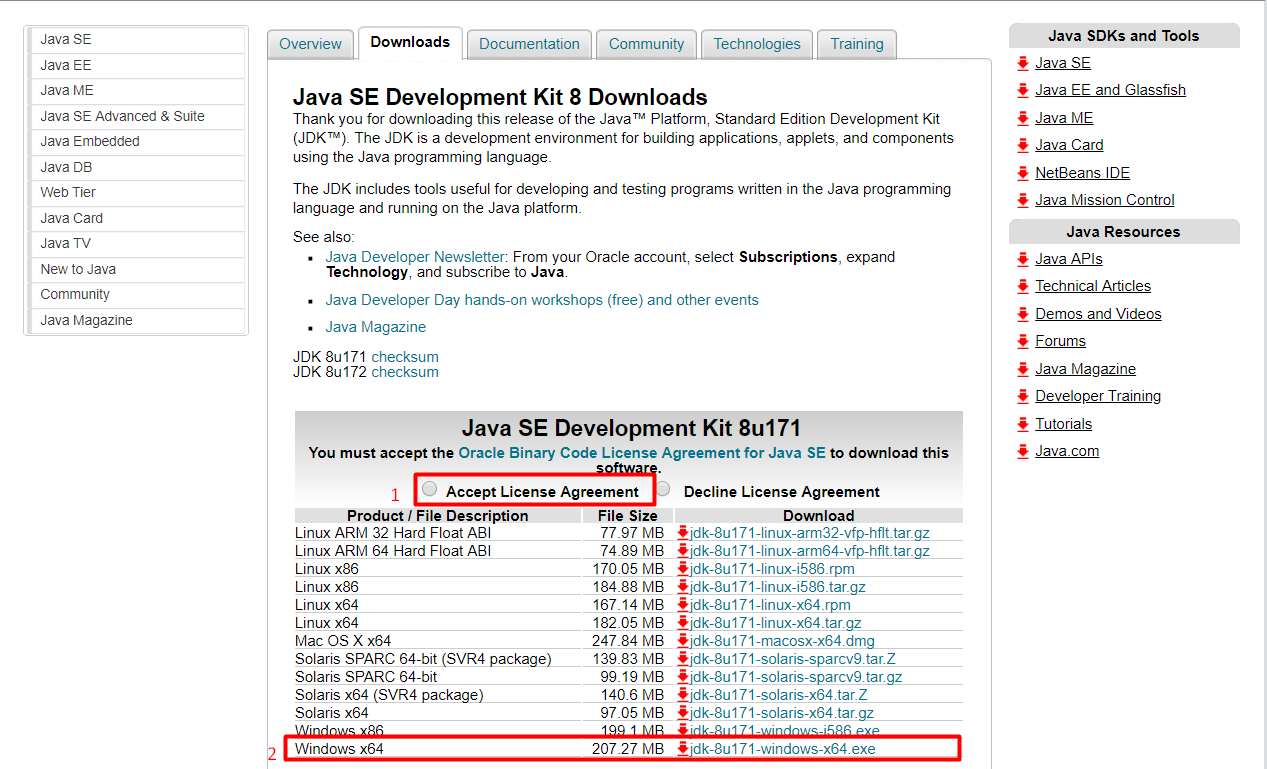 Java SE
Java EE
Java ME
Java SE Advanced & Suite
Java Embedded
Java DB
Web Tier
Java Card
Java TV
New to Java
Community
Java Magazine
Overview
Downloads
Documentation
Community
Technologies
Training
Java SE Development Kit 8 Downloads
Thank you for downloading this release of the Java™ Platform, Standard Edition Development Kit
(JDK™). The JDK is a development environment for building applications, applets, and components
using the Java programming language.
The JDK includes tools useful for developing and testing programs written in the Java programming
language and running on the Java platform.
See also:
Java Developer Newsletter: From your Oracle account, select Subscriptions, expand
Technology, and subscribe to Java.
Java Developer Day hands-on workshops (free) and other events
Java Magazine
JDK 8u171 checksum
JDK 8u172 checksum
Java SE Development Kit 8u171
You must accept the Oracle Binary Code License Agreement for Java SE to download this
software.
1 Accept License Agreement Decline License Agreement
Product / File Description File Size Download
Linux ARM 32 Hard Float ABI 77.97 MB jdk-8u171-linux-arm32-vfp-hflt.tar.gz
Linux ARM 64 Hard Float ABI 74.89 MB jdk-8u171-linux-arm64-vfp-hflt.tar.gz
Linux x86 170.05 MB jdk-8u171-linux-i586.rpm
Linux x86 184.88 MB jdk-8u171-linux-i586.tar.gz
Linux x64 167.14 MB jdk-8u171-linux-x64.rpm
Linux x64 182.05 MB jdk-8u171-linux-x64.tar.gz
Mac OS X x64 247.84 MB jdk-8u171-macosx-x64.dmg
Solaris SPARC 64-bit (SVR4 package) 139.83 MB jdk-8u171-solaris-sparcv9.tar.Z
Solaris SPARC 64-bit 99.19 MB jdk-8u171-solaris-sparcv9.tar.gz
Solaris x64 (SVR4 package) 140.6 MB jdk-8u171-solaris-x64.tar.Z
Solaris x64 97.05 MB jdk-8u171-solaris-x64.tar.gz
Windows x86 199.1 MB jdk-8u171-windows-i586.exe
2 Windows x64 207.27 MB jdk-8u171-windows-x64.exe
Java SDKs and Tools
Java SE
Java EE and Glassfish
Java ME
Java Card
NetBeans IDE
Java Mission Control
Java Resources
Java APIs
Technical Articles
Demos and Videos
Forums
Java Magazine
Developer Training
Tutorials
Java.com